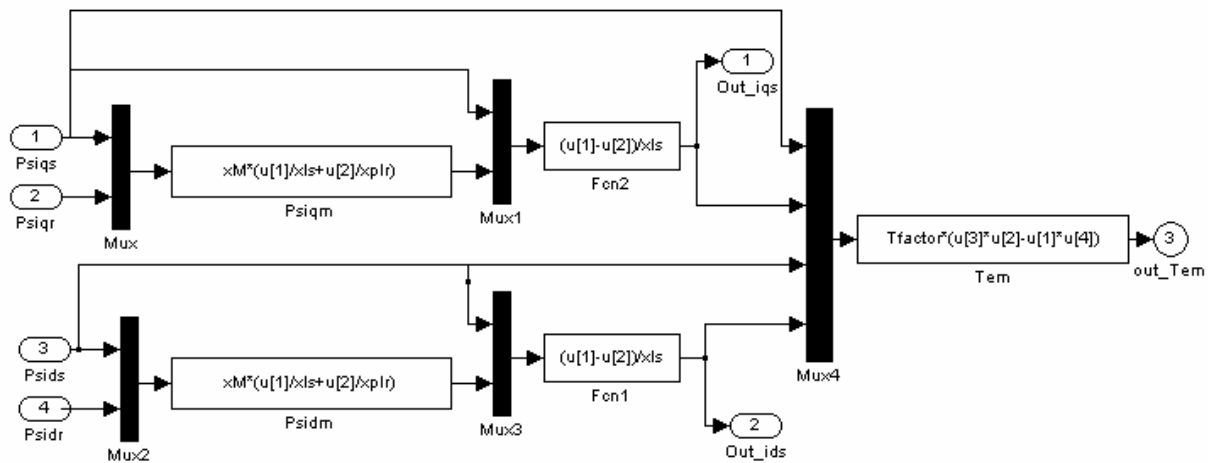 1
Psiqs
2
Psiqr
Mux
xM*(u[1]/xls+u[2]/xplr)
Psiqm
Mux1
(u[1]-u[2])/xls
Fcn2
1
Out_iqs
3
Psids
4
Psidr
Mux2
xM*(u[1]/xls+u[2]/xplr)
Psidm
Mux3
(u[1]-u[2])/xls
Fcn1
2
Out_ids
Mux4
Tfactor*(u[3]*u[2]-u[1]*u[4])
Tem
3
out_Tem